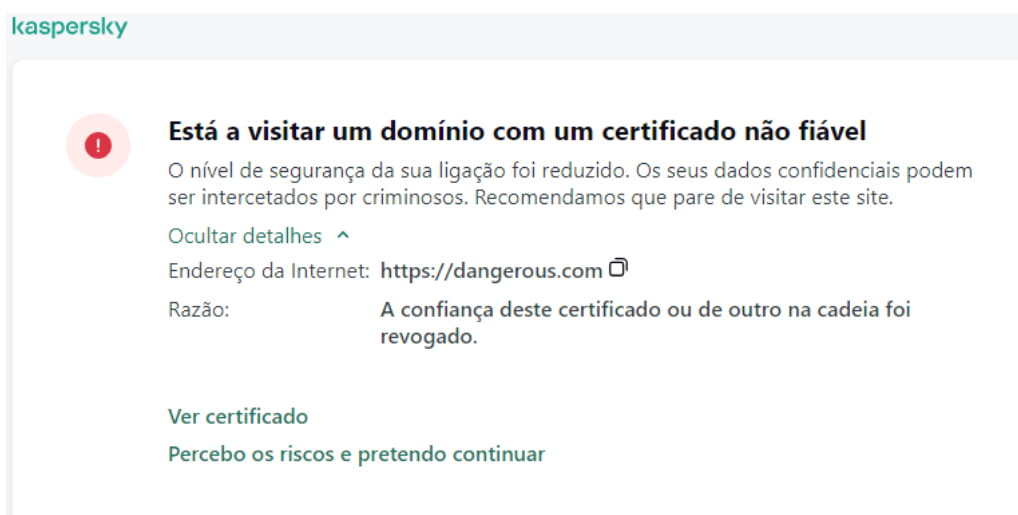 kaspersky
Está a visitar um domínio com um certificado não fiável
O nível de segurança da sua ligação foi reduzido. Os seus dados confidenciais podem
ser intercetados por criminosos. Recomendamos que pare de visitar este site.
Ocultar detalhes
Endereço da Internet: https://dangerous.com
Razão: A confiança deste certificado ou de outro na cadeia foi
revogado.
Ver certificado
Percebo os riscos e pretendo continuar